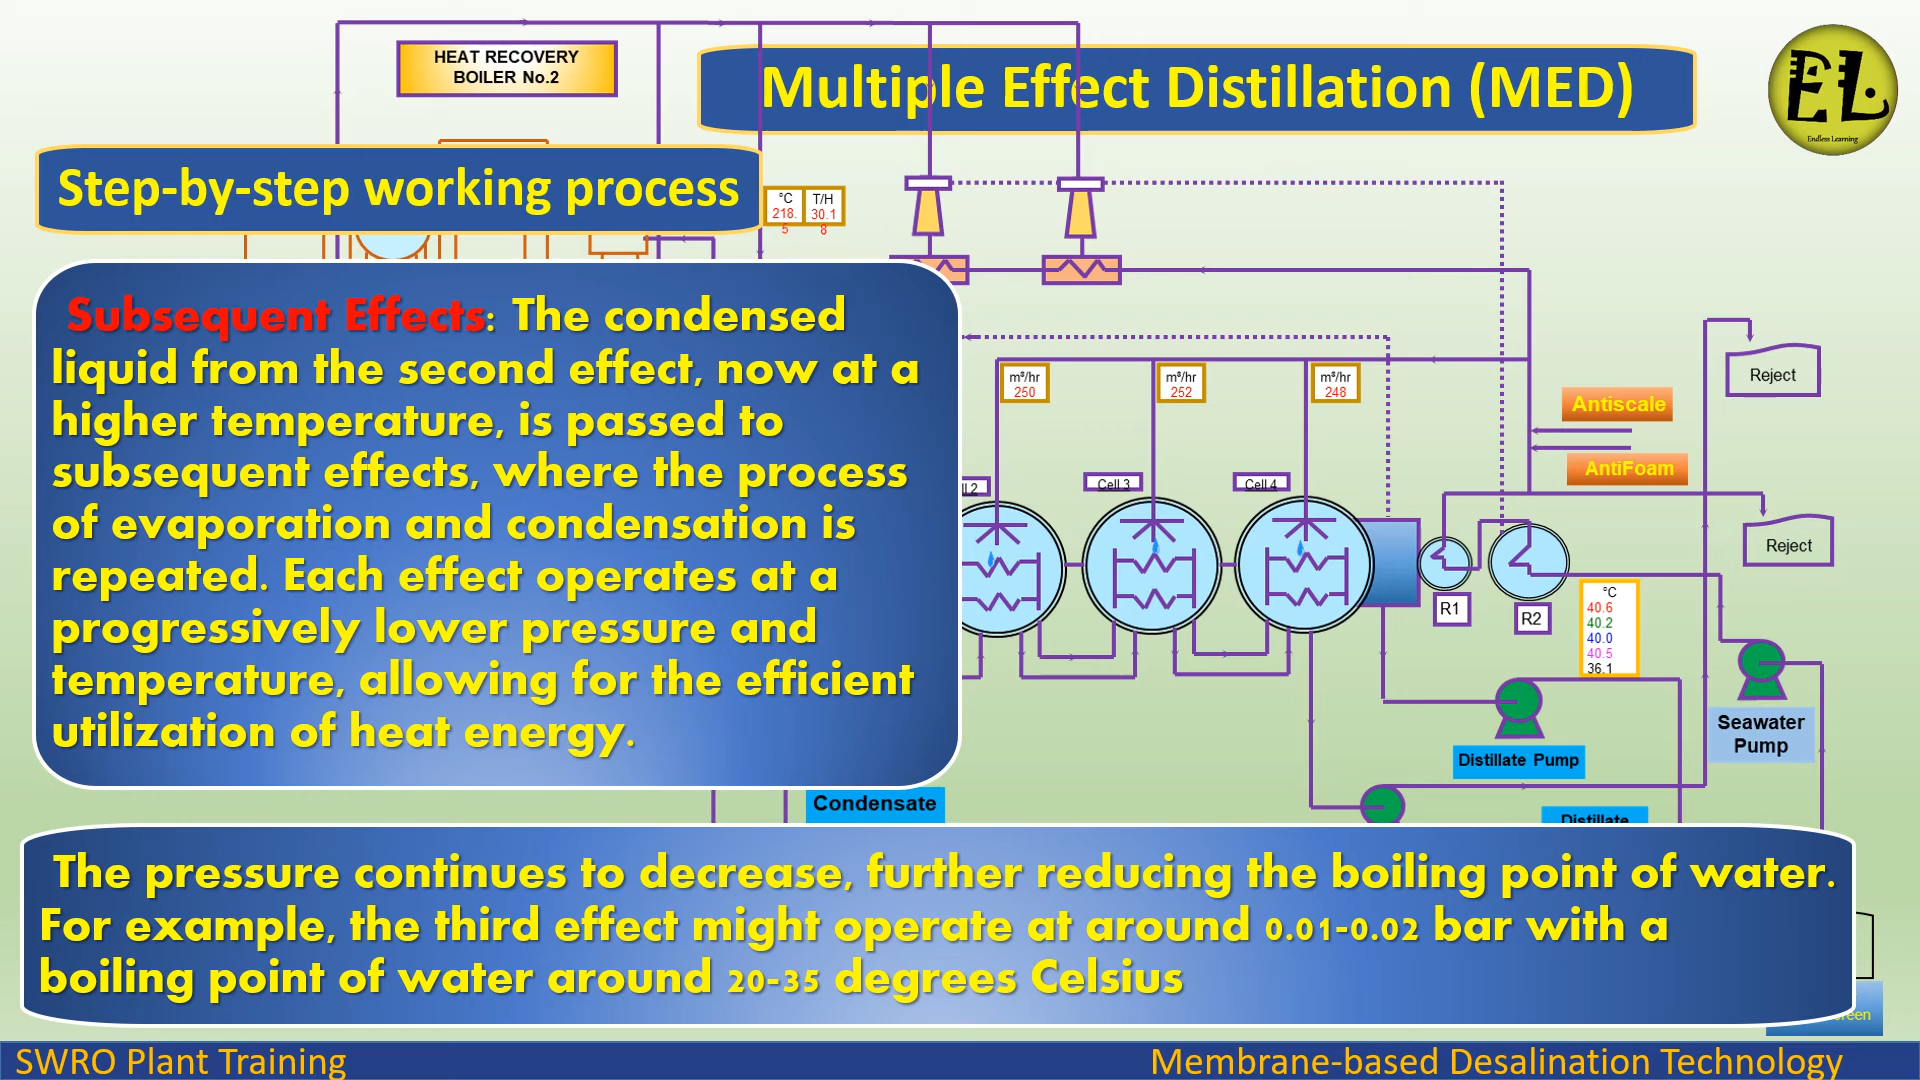 HEAT RECOVERY
BOILER No.2
Multiple Effect Distillation (MED)
EL
Endless Learning
Step-by-step working process
°C T/H
218.5 30.18
Subsequent Effects: The condensed
liquid from the second effect, now at a
higher temperature, is passed to
subsequent effects, where the process
of evaporation and condensation is
repeated. Each effect operates at a
progressively lower pressure and
temperature, allowing for the efficient
utilization of heat energy.
m³/hr
250
m³/hr
252
m³/hr
248
Reject
Antiscale
AntiFoam
Cell 3
Cell 4
Reject
R1
R2
°C
40.6
40.2
40.0
40.5
36.1
Seawater
Pump
Distillate Pump
Condensate
Distillate
The pressure continues to decrease, further reducing the boiling point of water.
For example, the third effect might operate at around 0.01-0.02 bar with a
boiling point of water around 20-35 degrees Celsius
SWRO Plant Training
Membrane-based Desalination Technology